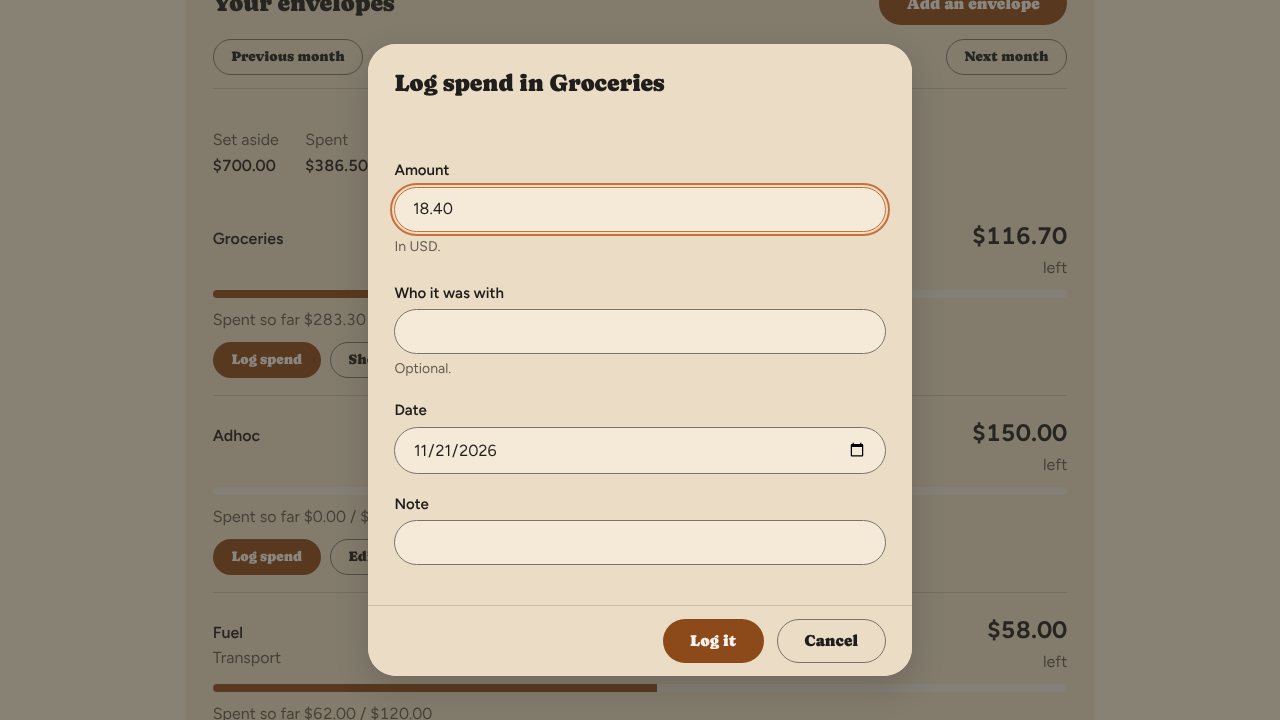 Your envelopes
Add an envelope
Previous month
Next month
Log spend in Groceries
Set aside
Spent
$700.00
$386.50
Amount
18.40
In USD.
Groceries
$116.70
left
Spent so far $283.30
Log spend
Who it was with
Optional.
Date
11/21/2026
Adhoc
$150.00
left
Spent so far $0.00 /
Log spend
Note
Fuel
Transport
$58.00
left
Log it
Cancel
Spent so far $62.00 / $120.00